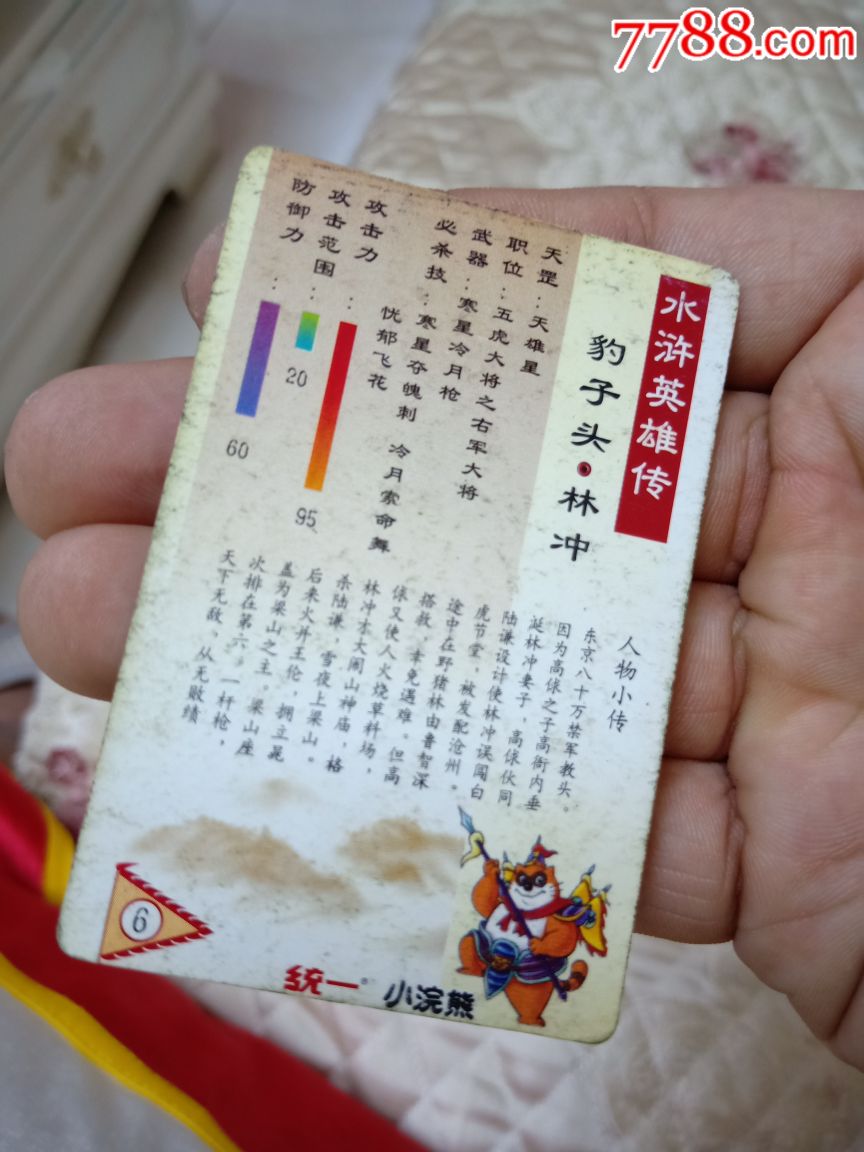 7788.com
水浒英雄传
豹子头·林冲
天罡：天雄星
职位：五虎大将之右军大将
武器：寒星冷月枪
必杀技：寒星夺魄刺 冷月索命舞
忧郁飞花
攻击力：
95
攻击范围：
20
防御力：
60
人物小传
东京八十万禁军教头。
因为高俅之子高衙内垂
涎林冲妻子，高俅伙同
陆谦设计使林冲误闯白
虎节堂，被发配沧州。
途中在野猪林由鲁智深
搭救，幸免遇难。但高
俅又使人火烧草料场，
林冲才大闹山神庙，格
杀陆谦，雪夜上梁山。
后来火并王伦，拥立晁
盖为梁山之主。梁山座
次排在第六，一杆枪，
天下无敌，从无败绩
6
统一 小浣熊